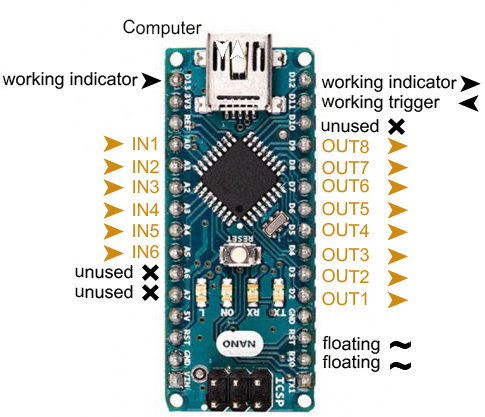 Computer
working indicator
working indicator
working trigger
unused
IN1
IN2
IN3
IN4
IN5
IN6
unused
unused
OUT8
OUT7
OUT6
OUT5
OUT4
OUT3
OUT2
OUT1
floating
floating
D13
3V3
REF
A0
A1
A2
A3
A4
A5
A6
A7
5V
RST
GND
VIN
D12
D11
D10
D9
D8
D7
D6
D5
D4
D3
D2
GND
RST
RX0
TX1
RESET
L
ON
RX
TX
NANO
ICSP